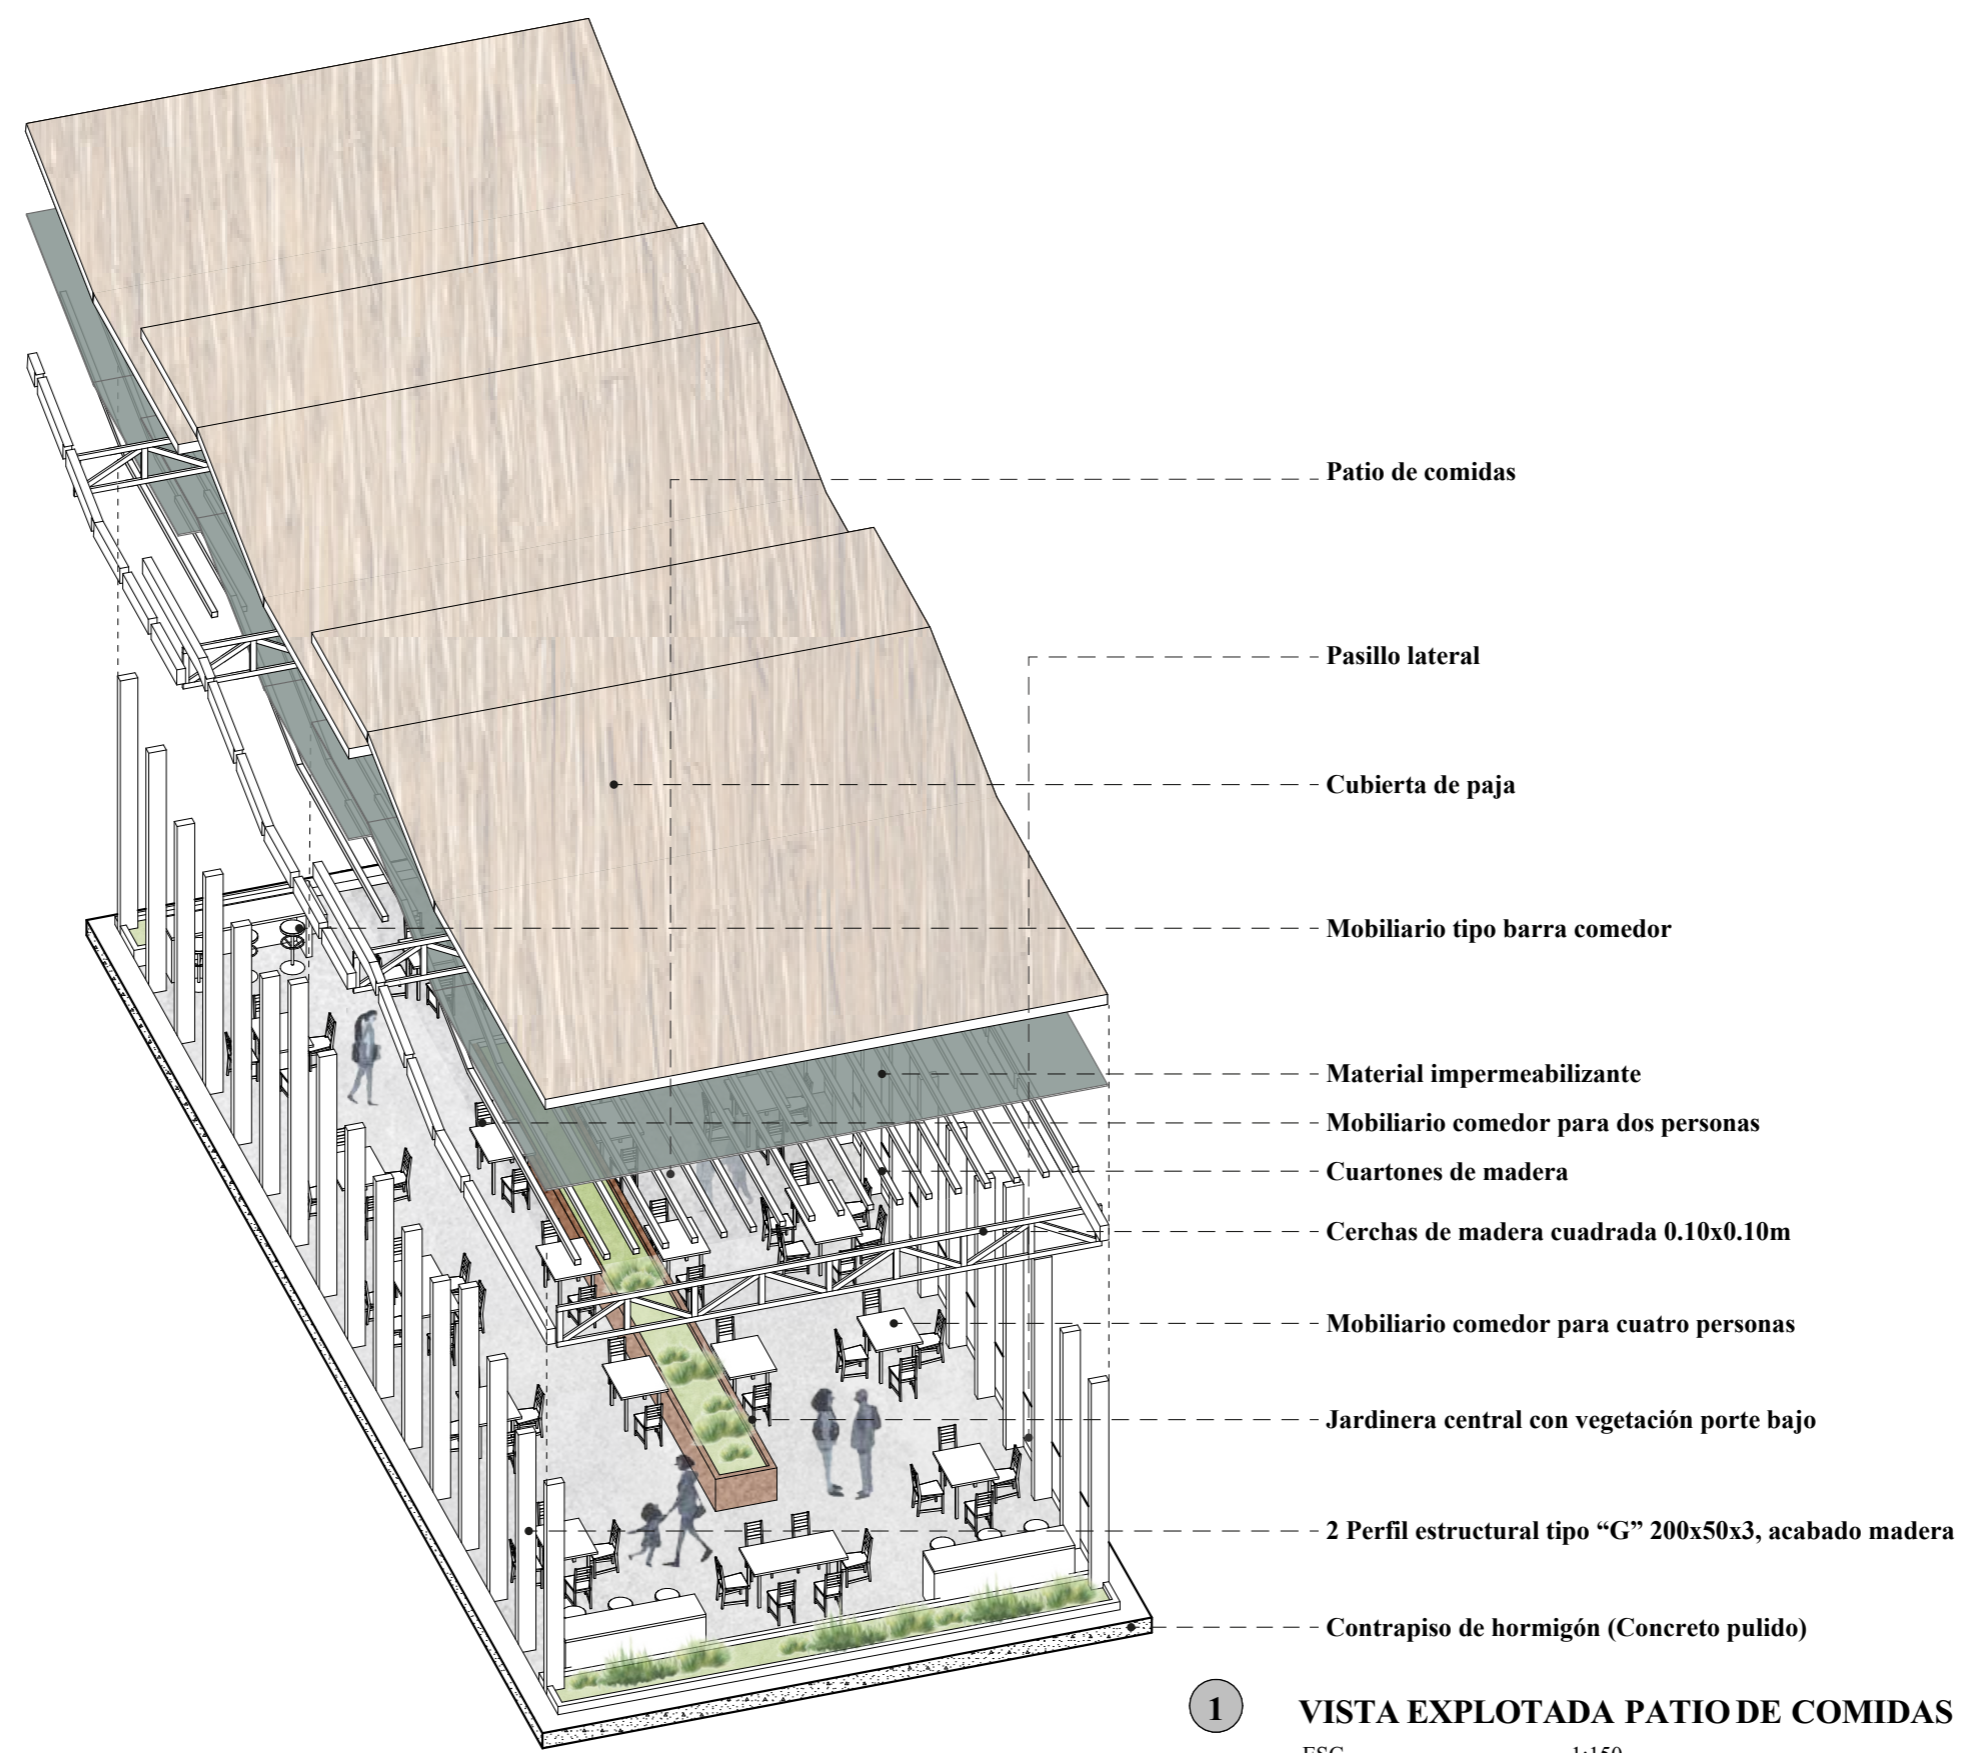 Patio de comidas
Pasillo lateral
Cubierta de paja
Mobiliario tipo barra comedor
Material impermeabilizante
Mobiliario comedor para dos personas
Cuartones de madera
Cerchas de madera cuadrada 0.10x0.10m
Mobiliario comedor para cuatro personas
Jardinera central con vegetación porte bajo
2 Perfil estructural tipo “G” 200x50x3, acabado madera
Contrapiso de hormigón (Concreto pulido)
1 VISTA EXPLOTADA PATIO DE COMIDAS
ESC 1:150